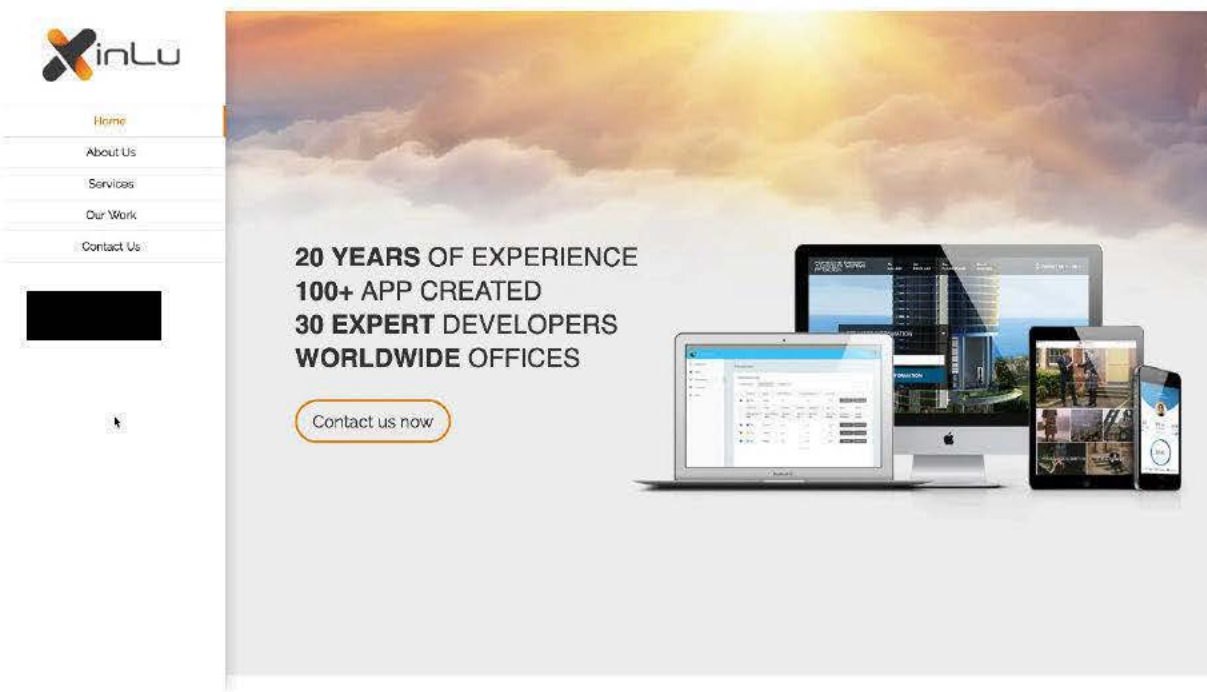 XinLu
Home
About Us
Services
Our Work
Contact Us
20 YEARS OF EXPERIENCE
100+ APP CREATED
30 EXPERT DEVELOPERS
WORLDWIDE OFFICES
Contact us now